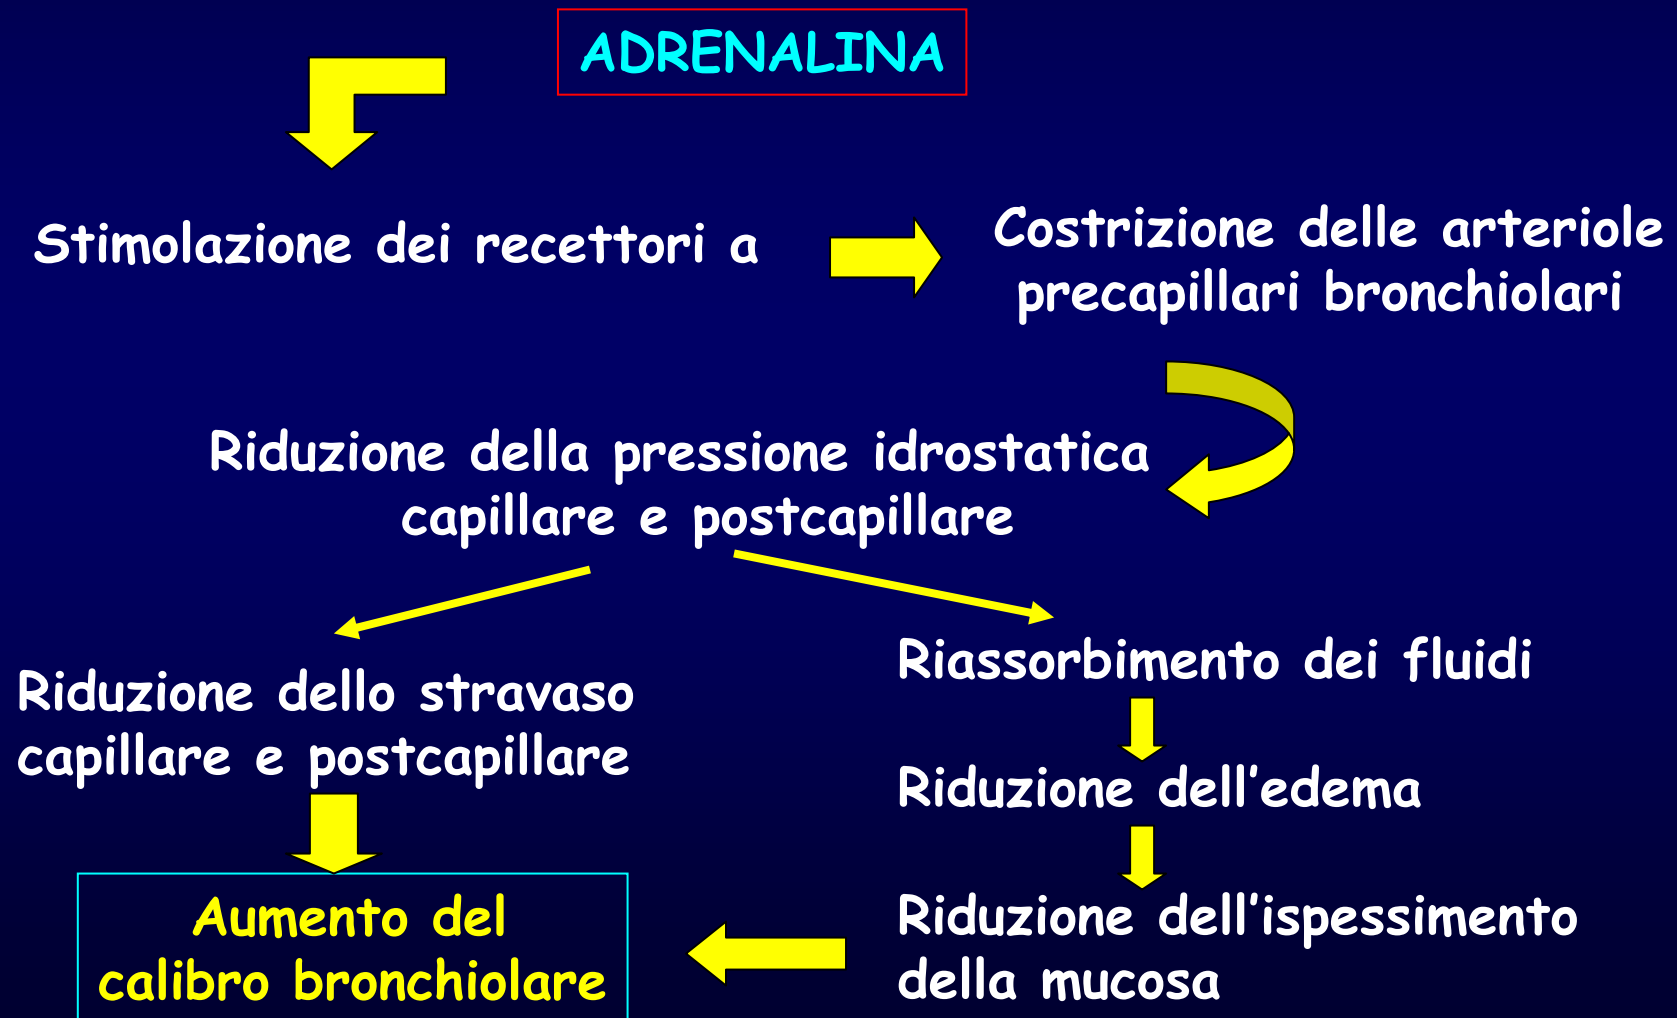 ADRENALINA
Stimolazione dei recettori a
Costrizione delle arteriole
precapillari bronchiolari
Riduzione della pressione idrostatica
capillare e postcapillare
Riduzione dello stravaso
capillare e postcapillare
Riassorbimento dei fluidi
Riduzione dell'edema
Riduzione dell'ispessimento
della mucosa
Aumento del
calibro bronchiolare